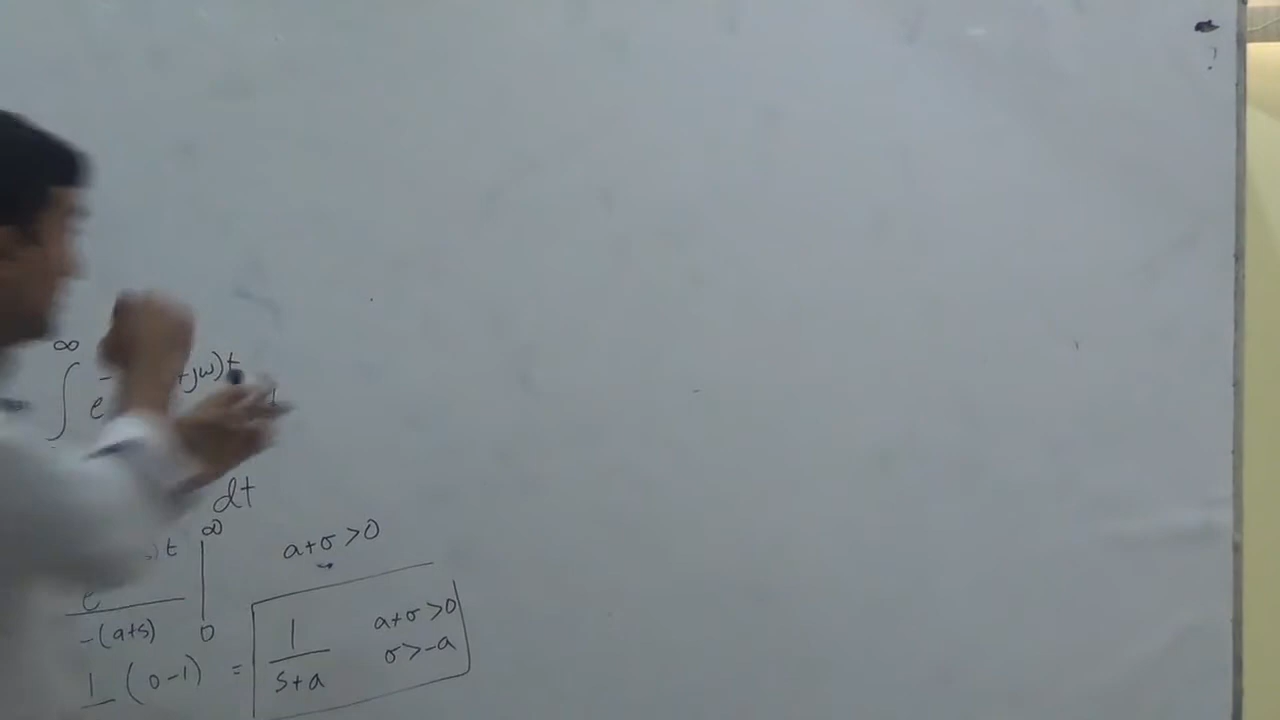 ∞
∫ e⁻ +jω)t
dt
)t |₀^∞ a+σ>0
e
-(a+s)
1 (0-1) = 1/(s+a) a+σ>0
σ>-a